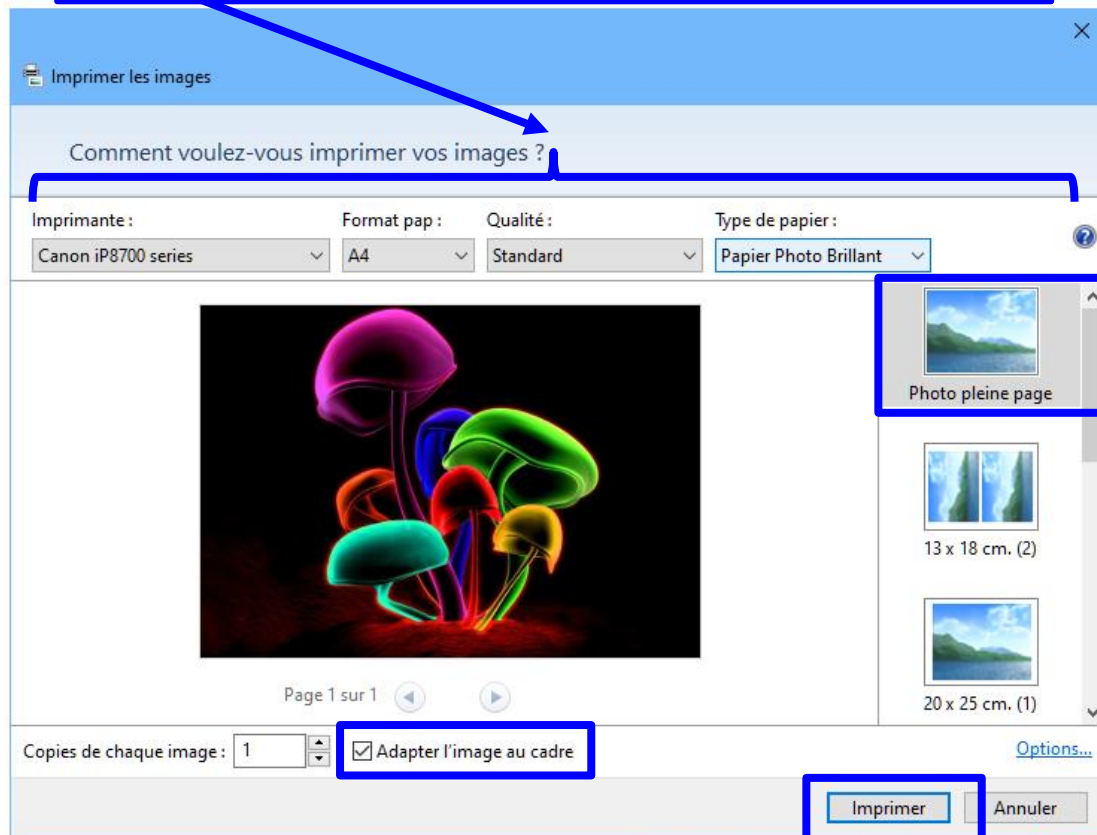 Imprimer les images
Comment voulez-vous imprimer vos images ?
Imprimante : Format pap : Qualité : Type de papier :
Canon iP8700 series A4 Standard Papier Photo Brillant
Photo pleine page
13 x 18 cm. (2)
20 x 25 cm. (1)
Page 1 sur 1
Copies de chaque image : 1 Adapter l'image au cadre Options...
Imprimer Annuler